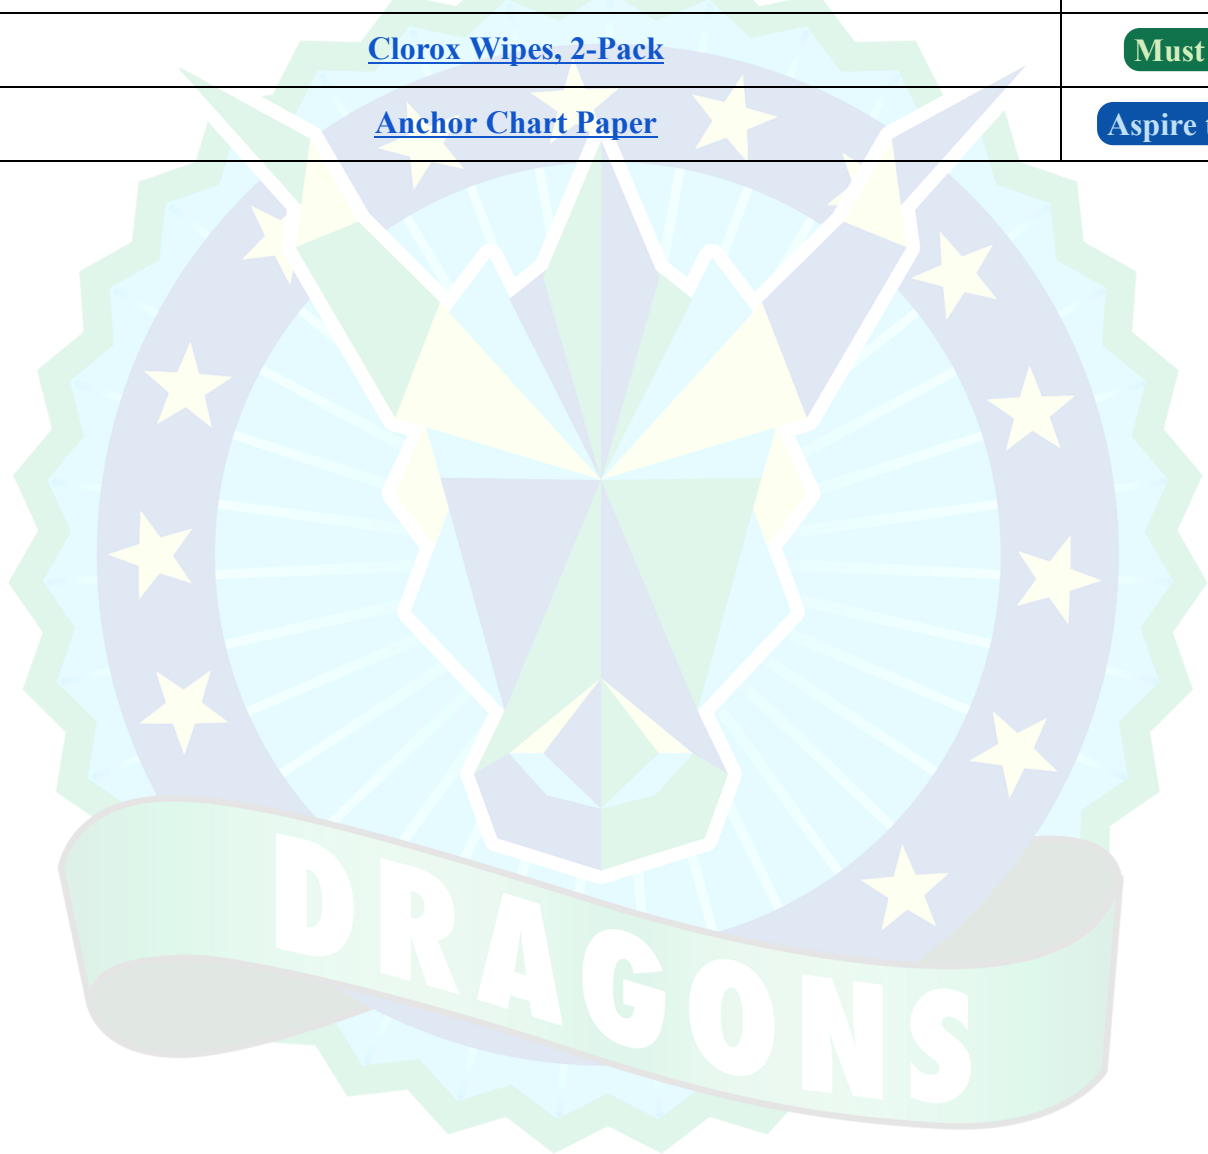 Clorox Wipes, 2-Pack
Must
Anchor Chart Paper
Aspire
DRAGONS